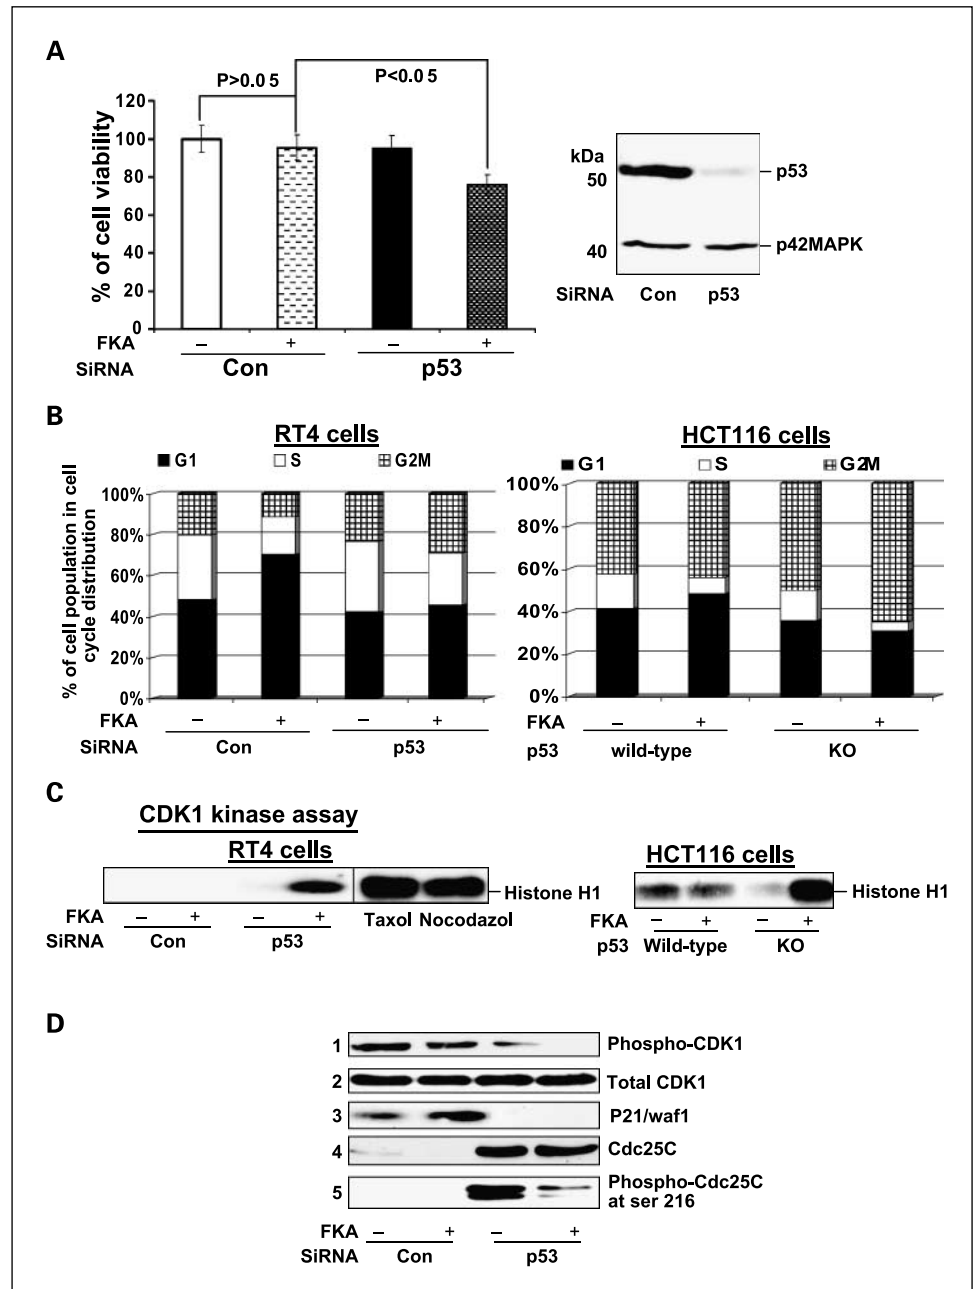 A
P>0.0 5
P<0.0 5
% of cell viability
120
100
80
60
40
20
0
FKA – + – +
SiRNA Con p53
kDa
50
40
p53
p42MAPK
SiRNA Con p53
B
RT4 cells
G1 S G2M
% of cell population in cell
cycle distribution
100%
80%
60%
40%
20%
0%
FKA – + – +
SiRNA Con p53
HCT116 cells
G1 S G2M
100%
80%
60%
40%
20%
0%
FKA – + – +
p53 wild-type KO
C
CDK1 kinase assay
RT4 cells
Histone H1
FKA – + – + Taxol Nocodazol
SiRNA Con p53
HCT116 cells
Histone H1
FKA – + – +
p53 Wild-type KO
D
1 Phospho-CDK1
2 Total CDK1
3 P21/waf1
4 Cdc25C
5 Phospho-Cdc25C
at ser 216
FKA – + – +
SiRNA Con p53